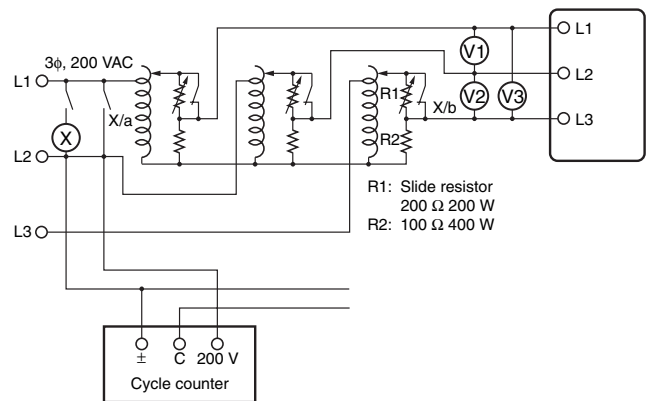 3ϕ, 200 VAC
L1
X/a
X
L2
L3
R1
X/b
R2
V1
V2
V3
L1
L2
L3
R1: Slide resistor
200 Ω 200 W
R2: 100 Ω 400 W
± C 200 V
Cycle counter